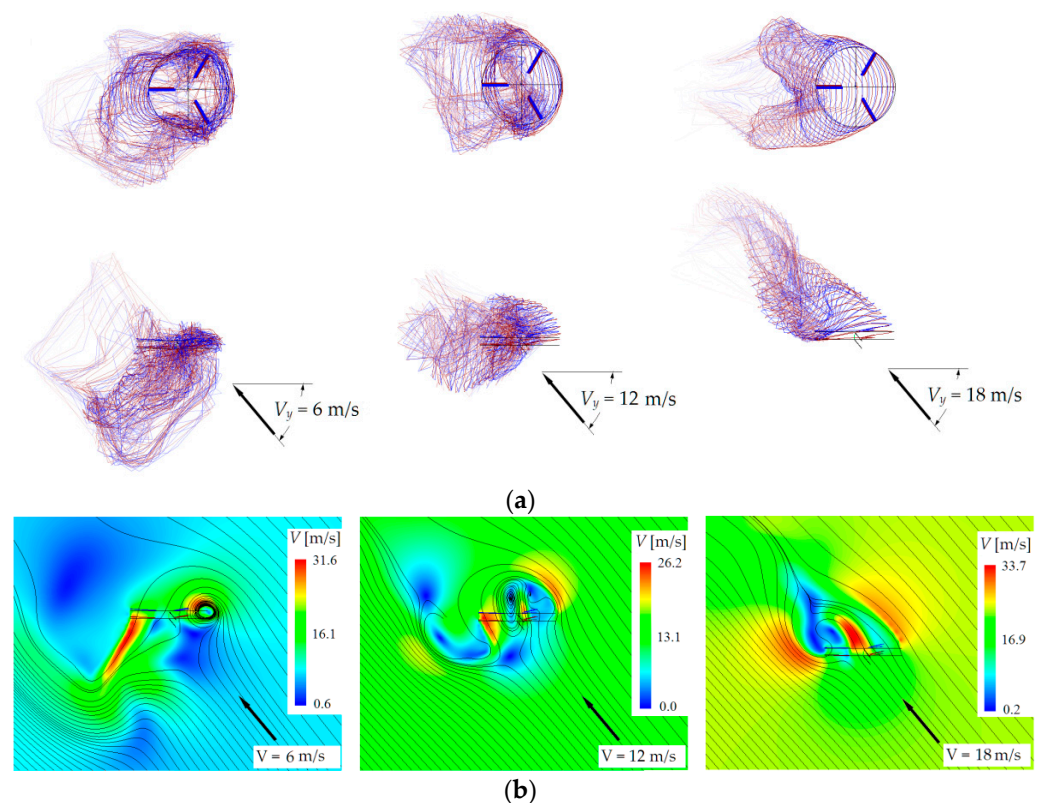 V_y = 6 m/s
V_y = 12 m/s
V_y = 18 m/s
(a)
V [m/s]
31.6
16.1
0.6
V = 6 m/s
V [m/s]
26.2
13.1
0.0
V = 12 m/s
V [m/s]
33.7
16.9
0.2
V = 18 m/s
(b)